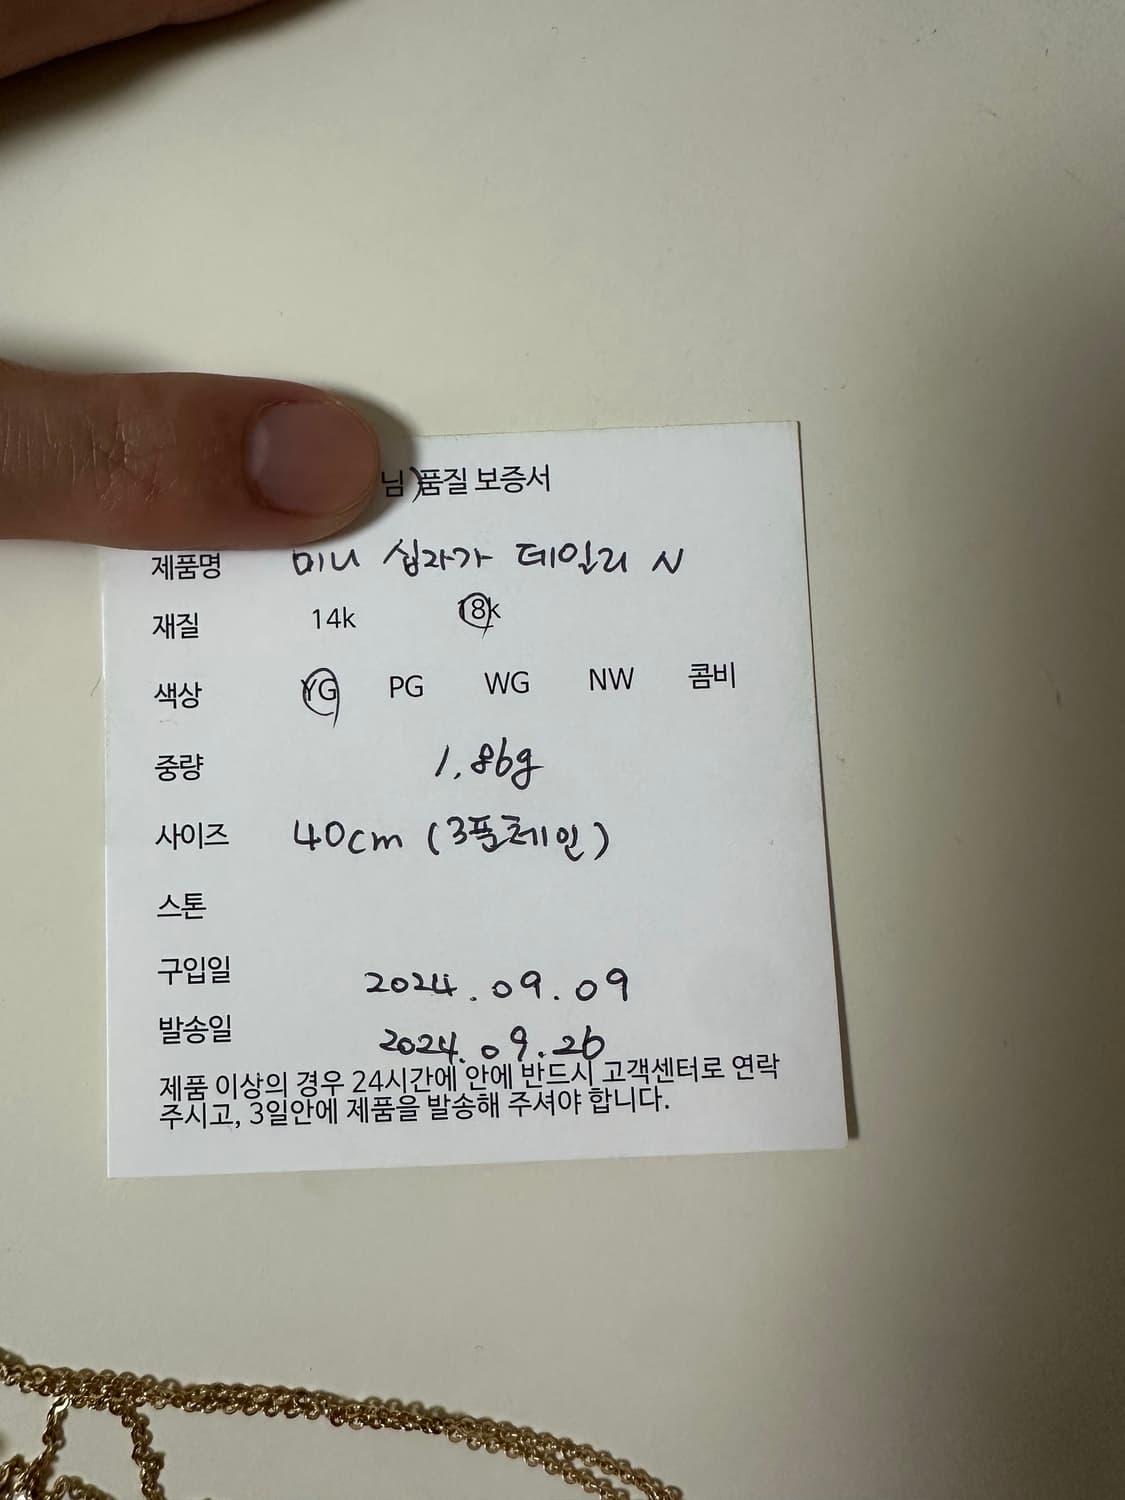 님)품질 보증서
제품명 미니 십자가 데일리 N
재질 14k 18k
색상 YG PG WG NW 콤비
중량 1.86g
사이즈 40cm (3푼체인)
스톤
구입일 2024.09.09
발송일 2024.09.26
제품 이상의 경우 24시간에 안에 반드시 고객센터로 연락
주시고, 3일안에 제품을 발송해 주셔야 합니다.